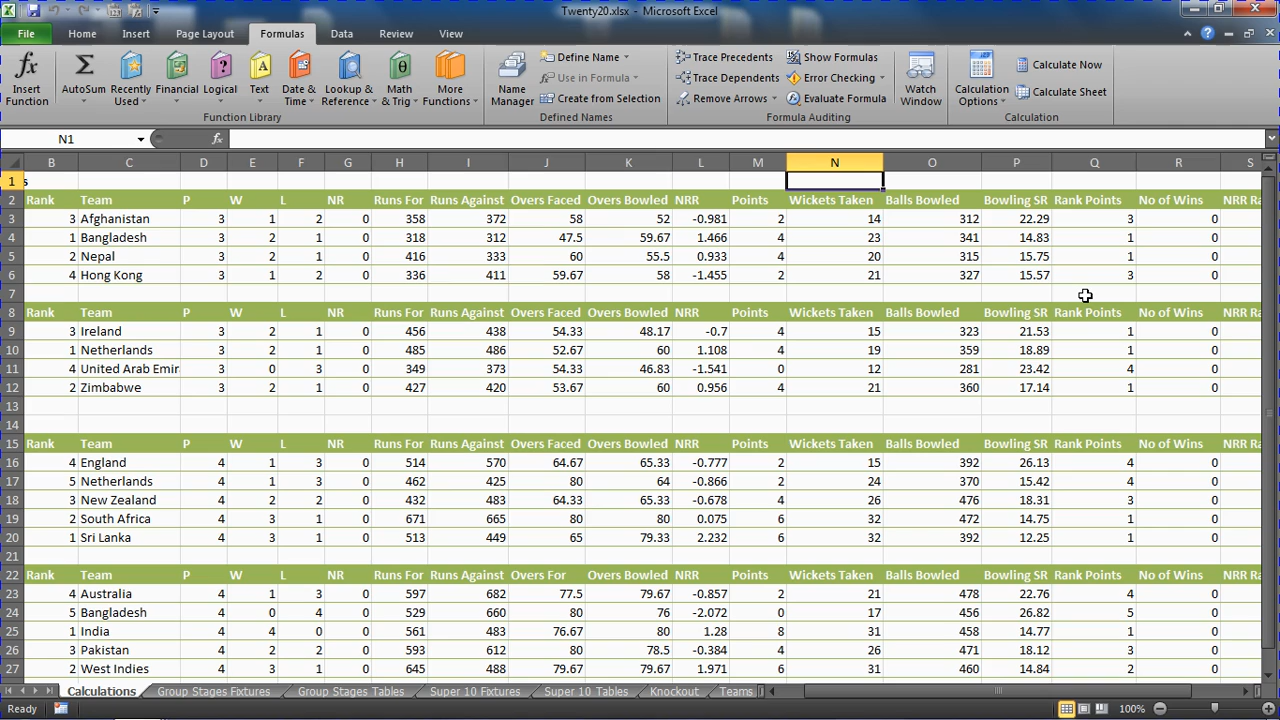 Twenty20.xlsx - Microsoft Excel
File Home Insert Page Layout Formulas Data Review View
Insert Function AutoSum Recently Used Financial Logical Text Date & Time Lookup & Reference Math & Trig More Functions
Function Library
Name Manager Define Name Use in Formula Create from Selection
Defined Names
Trace Precedents Trace Dependents Remove Arrows Show Formulas Error Checking Evaluate Formula
Formula Auditing
Watch Window
Calculation Options Calculate Now Calculate Sheet
Calculation
N1 fx
B C D E F G H I J K L M N O P Q R S
1 s
2 Rank Team P W L NR Runs For Runs Against Overs Faced Overs Bowled NRR Points Wickets Taken Balls Bowled Bowling SR Rank Points No of Wins NRR R
3 3 Afghanistan 3 1 2 0 358 372 58 52 -0.981 2 14 312 22.29 3 0
4 1 Bangladesh 3 2 1 0 318 312 47.5 59.67 1.466 4 23 341 14.83 1 0
5 2 Nepal 3 2 1 0 416 333 60 55.5 0.933 4 20 315 15.75 1 0
6 4 Hong Kong 3 1 2 0 336 411 59.67 58 -1.455 2 21 327 15.57 3 0
7
8 Rank Team P W L NR Runs For Runs Against Overs Faced Overs Bowled NRR Points Wickets Taken Balls Bowled Bowling SR Rank Points No of Wins NRR Ra
9 3 Ireland 3 2 1 0 456 438 54.33 48.17 -0.7 4 15 323 21.53 1 0
10 1 Netherlands 3 2 1 0 485 486 52.67 60 1.108 4 19 359 18.89 1 0
11 4 United Arab Emir 3 0 3 0 349 373 54.33 46.83 -1.541 0 12 281 23.42 4 0
12 2 Zimbabwe 3 2 1 0 427 420 53.67 60 0.956 4 21 360 17.14 1 0
13
14
15 Rank Team P W L NR Runs For Runs Against Overs Faced Overs Bowled NRR Points Wickets Taken Balls Bowled Bowling SR Rank Points No of Wins NRR Ra
16 4 England 4 1 3 0 514 570 64.67 65.33 -0.777 2 15 392 26.13 4 0
17 5 Netherlands 4 1 3 0 462 425 80 64 -0.866 2 24 370 15.42 4 0
18 3 New Zealand 4 2 2 0 432 483 64.33 65.33 -0.678 4 26 476 18.31 3 0
19 2 South Africa 4 3 1 0 671 665 80 80 0.075 6 32 472 14.75 1 0
20 1 Sri Lanka 4 3 1 0 513 449 65 79.33 2.232 6 32 392 12.25 1 0
21
22 Rank Team P W L NR Runs For Runs Against Overs For Overs Bowled NRR Points Wickets Taken Balls Bowled Bowling SR Rank Points No of Wins NRR Ra
23 4 Australia 4 1 3 0 597 682 77.5 79.67 -0.857 2 21 478 22.76 4 0
24 5 Bangladesh 4 0 4 0 529 660 80 76 -2.072 0 17 456 26.82 5 0
25 1 India 4 4 0 0 561 483 76.67 80 1.28 8 31 458 14.77 1 0
26 3 Pakistan 4 2 2 0 593 612 80 78.5 -0.384 4 26 471 18.12 3 0
27 2 West Indies 4 3 1 0 645 488 79.67 79.67 1.971 6 31 460 14.84 2 0
Calculations Group Stages Fixtures Group Stages Tables Super 10 Fixtures Super 10 Tables Knockout Teams
Ready 100%